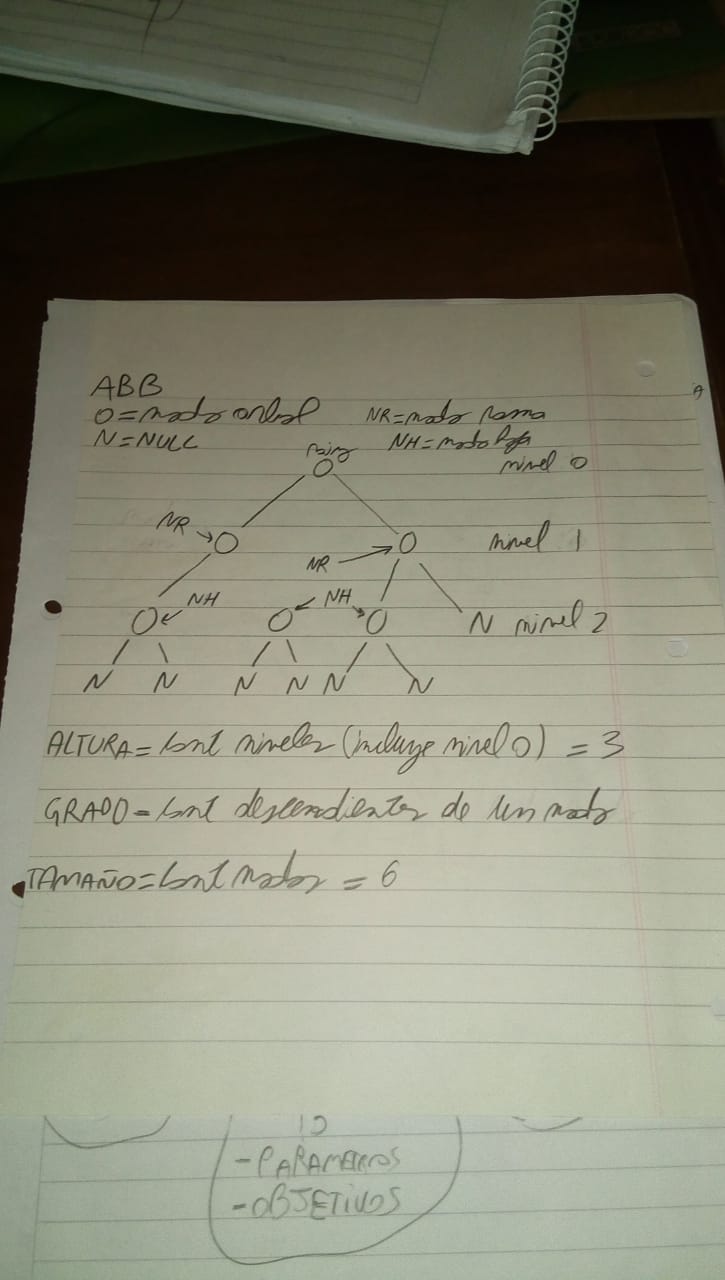 ABB
O=nodo arbol NR=nodo Rama
N=NULL NH=nodo Hoja
Raiz
O nivel 0
NR O O nivel 1
NR
O NH O NH O N nivel 2
N N N N N N
ALTURA=cant niveles (incluye nivel 0) = 3
GRADO=cant descendientes de un nodo
TAMAÑO=cant nodos = 6
-PARAMETROS
-OBJETIVOS